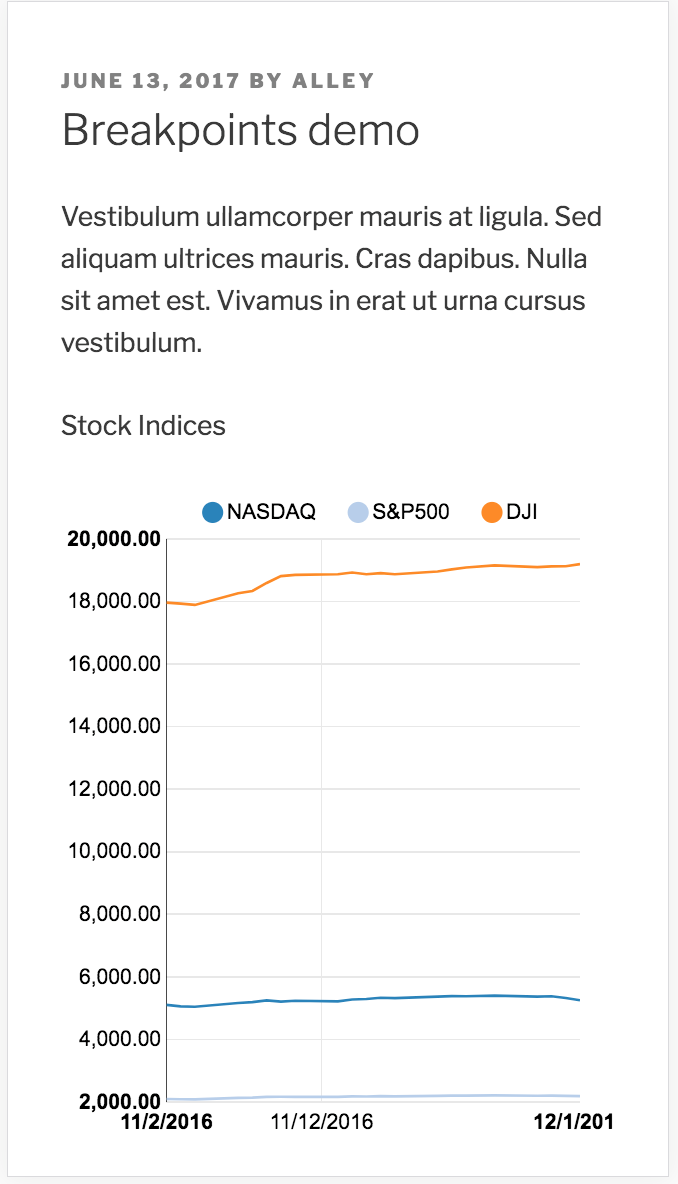 JUNE 13, 2017 BY ALLEY
Breakpoints demo
Vestibulum ullamcorper mauris at ligula. Sed
aliquam ultrices mauris. Cras dapibus. Nulla
sit amet est. Vivamus in erat ut urna cursus
vestibulum.
Stock Indices
NASDAQ S&P500 DJI
20,000.00
18,000.00
16,000.00
14,000.00
12,000.00
10,000.00
8,000.00
6,000.00
4,000.00
2,000.00
11/2/2016 11/12/2016 12/1/201